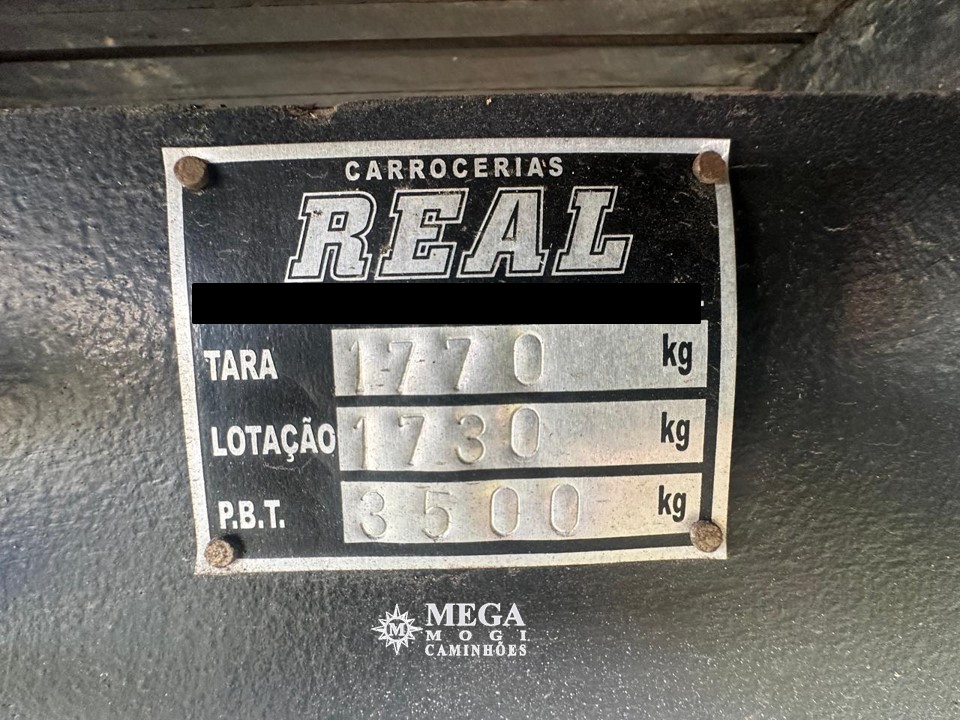 CARROCERIAS
REAL
TARA 1770 kg
LOTAÇÃO 1730 kg
P.B.T. 3500 kg
M MEGA
MOGI
CAMINHÕES